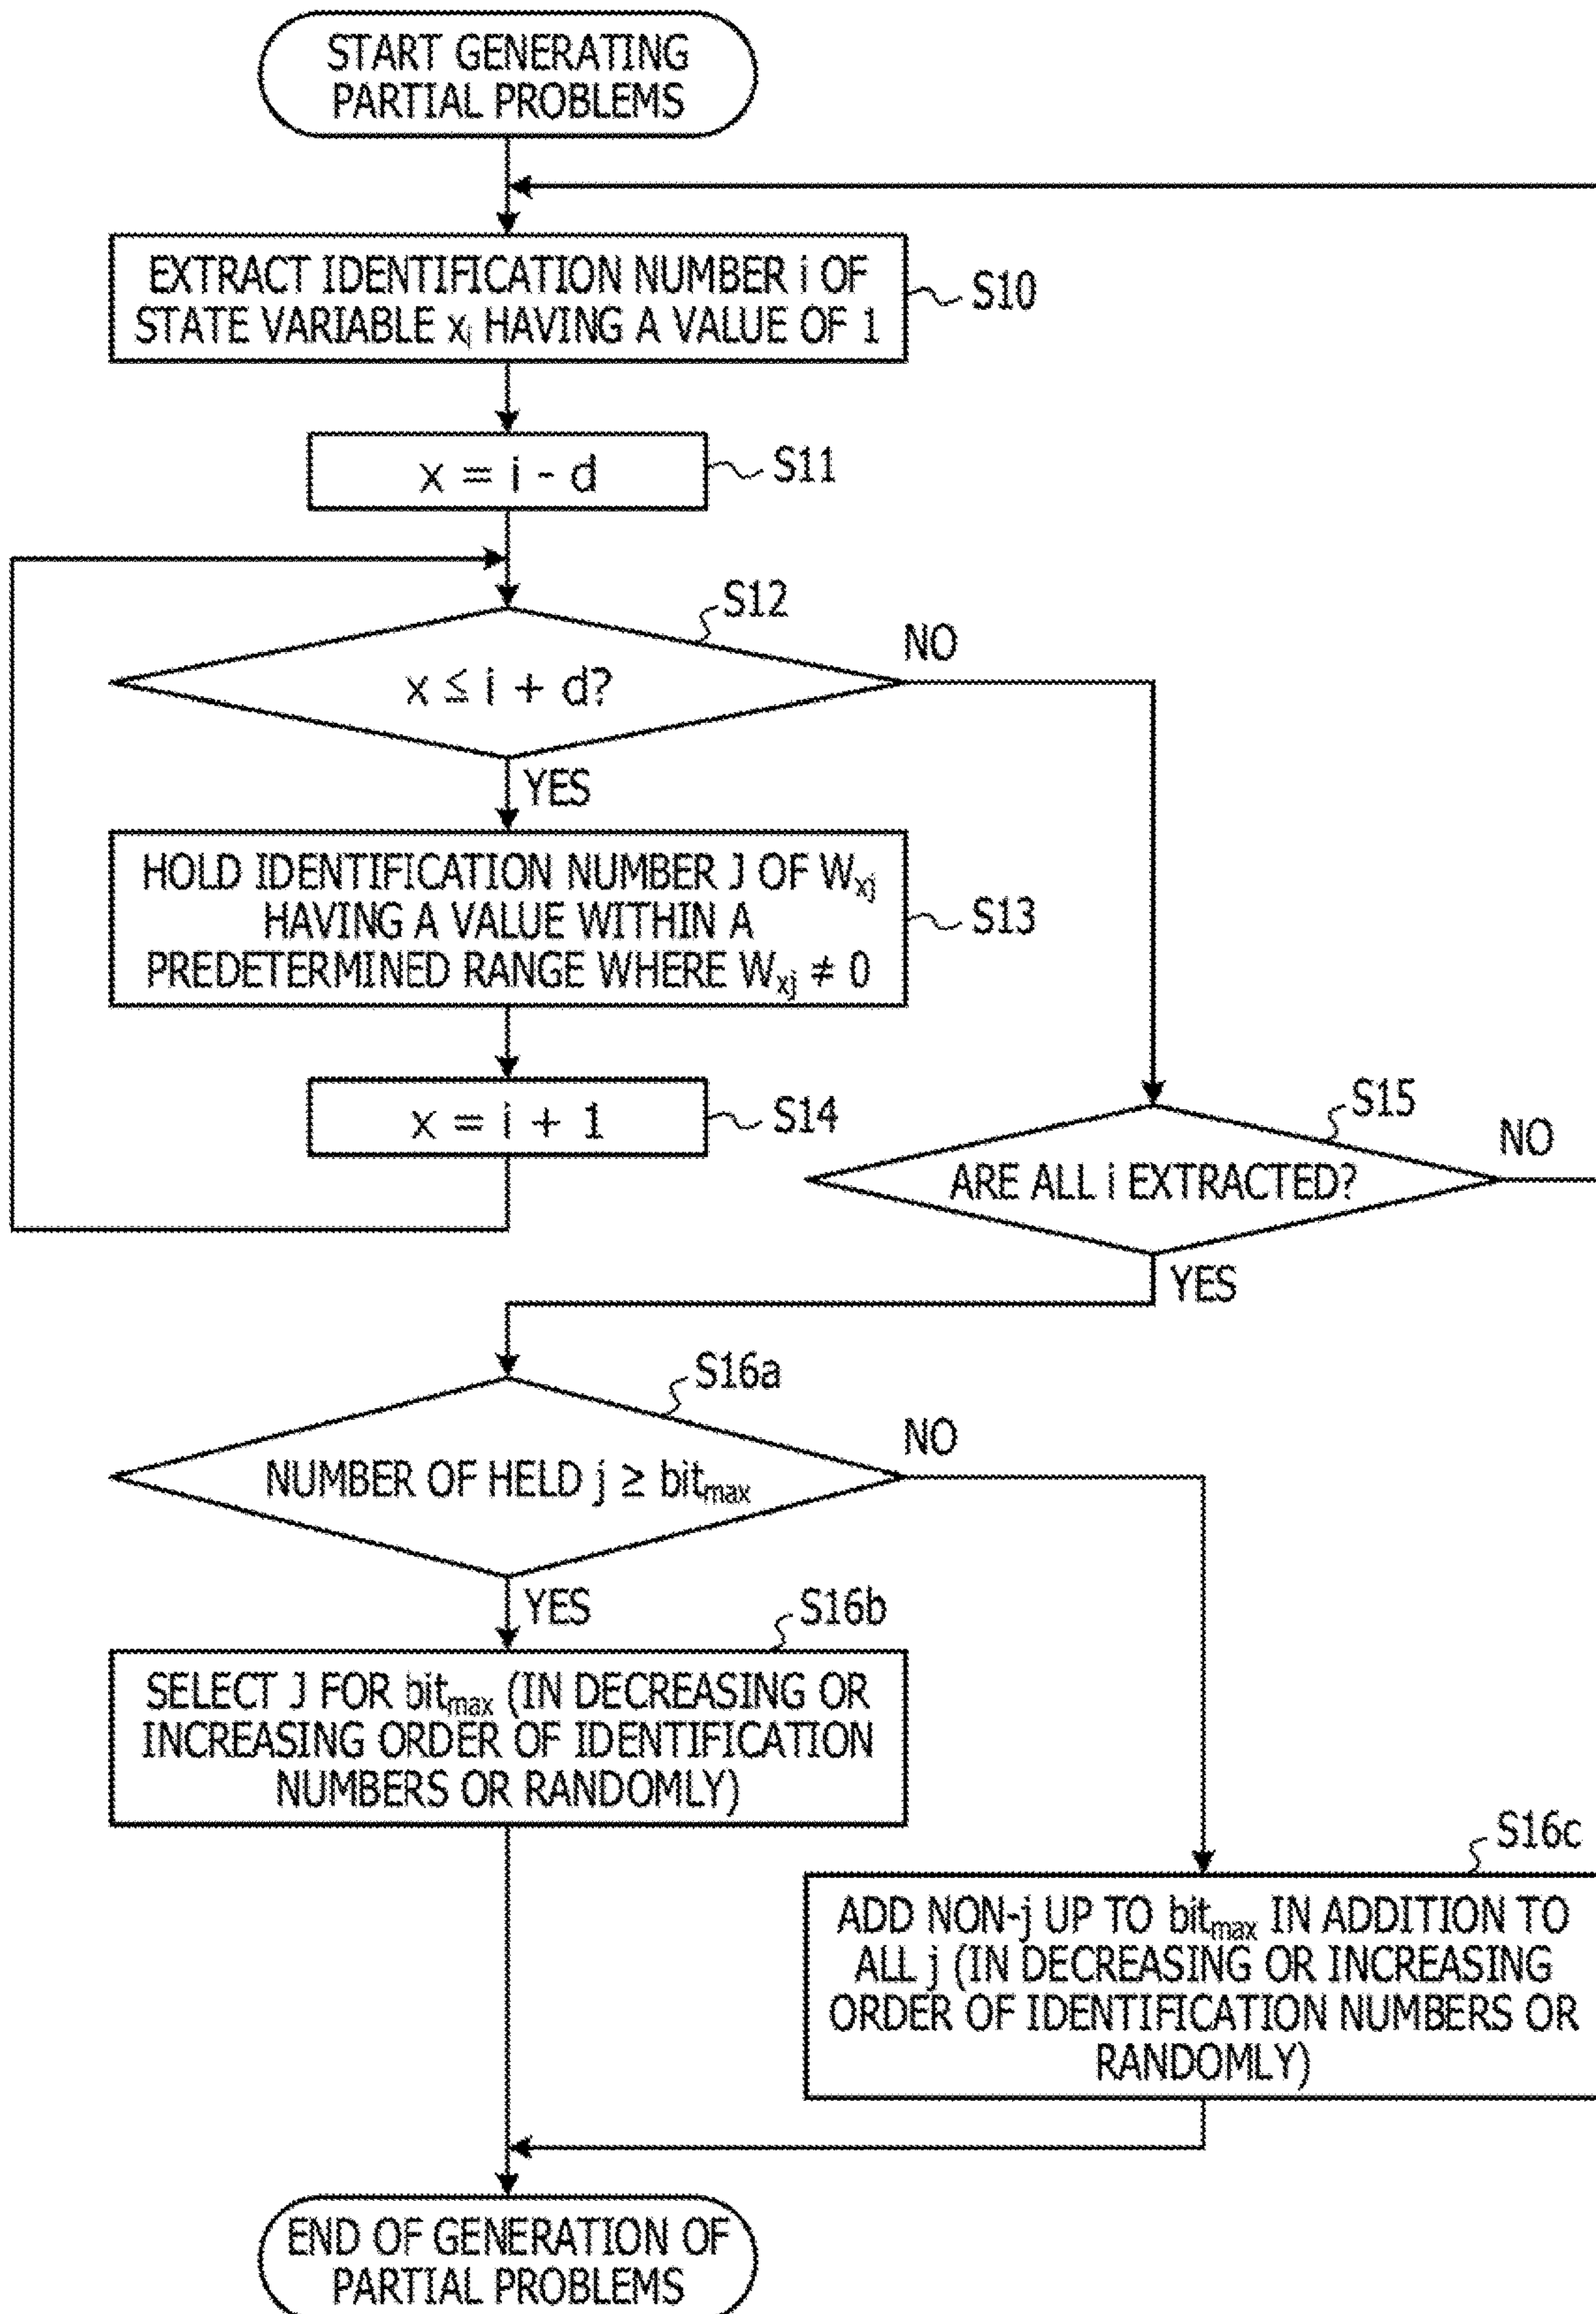 START GENERATING
PARTIAL PROBLEMS
EXTRACT IDENTIFICATION NUMBER i OF
STATE VARIABLE xᵢ HAVING A VALUE OF 1
S10
x = i - d
S11
S12
x ≤ i + d?
NO
YES
HOLD IDENTIFICATION NUMBER J OF Wxj
HAVING A VALUE WITHIN A
PREDETERMINED RANGE WHERE Wxj ≠ 0
S13
x = i + 1
S14
S15
ARE ALL i EXTRACTED?
NO
YES
S16a
NUMBER OF HELD j ≥ bitmax
NO
YES
S16b
SELECT J FOR bitmax (IN DECREASING OR
INCREASING ORDER OF IDENTIFICATION
NUMBERS OR RANDOMLY)
S16c
ADD NON-j UP TO bitmax IN ADDITION TO
ALL j (IN DECREASING OR INCREASING
ORDER OF IDENTIFICATION NUMBERS OR
RANDOMLY)
END OF GENERATION OF
PARTIAL PROBLEMS